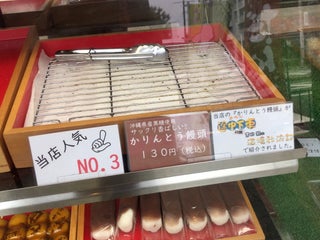 当店人気
NO.3
沖縄県産黒糖使用
サックリ香ばしい♪
かりんとう饅頭
130円(税込)
当店の『かりんとう饅頭』が
で紹介されました。